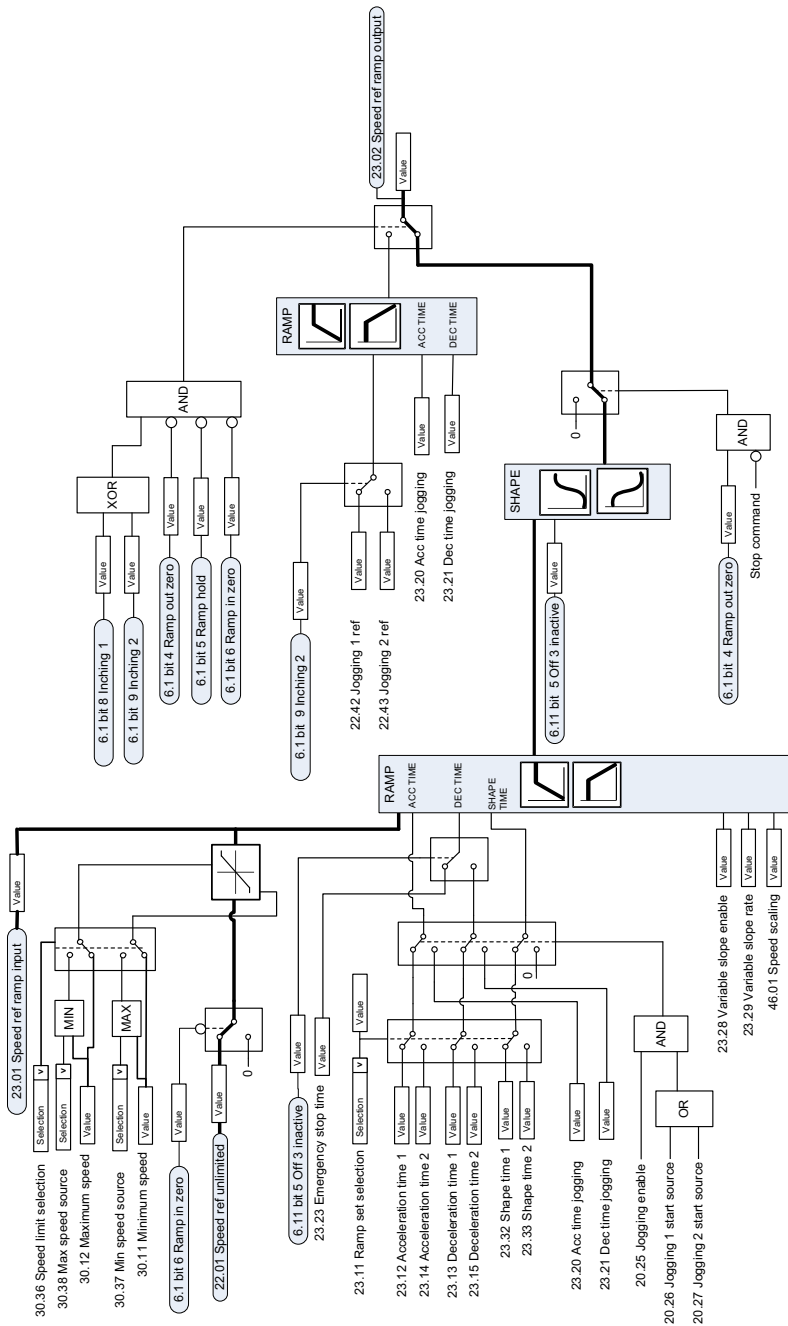 23.01 Speed ref ramp input
Value
30.36 Speed limit selection
Selection
v
30.38 Max speed source
Selection
v
MIN
30.12 Maximum speed
Value
30.37 Min speed source
Selection
v
MAX
30.11 Minimum speed
Value
6.1 bit 6 Ramp in zero
Value
22.01 Speed ref unlimited
Value
0
6.11 bit 5 Off 3 inactive
Value
23.23 Emergency stop time
Value
23.11 Ramp set selection
Selection
v
Value
23.12 Acceleration time 1
Value
23.14 Acceleration time 2
Value
23.13 Deceleration time 1
Value
23.15 Deceleration time 2
Value
23.32 Shape time 1
Value
23.33 Shape time 2
Value
0
23.20 Acc time jogging
Value
23.21 Dec time jogging
Value
20.25 Jogging enable
AND
20.26 Jogging 1 start source
OR
20.27 Jogging 2 start source
RAMP
ACC TIME
DEC TIME
SHAPE
TIME
23.28 Variable slope enable
Value
23.29 Variable slope rate
Value
46.01 Speed scaling
Value
6.1 bit 8 Inching 1
Value
6.1 bit 9 Inching 2
Value
XOR
6.1 bit 4 Ramp out zero
Value
6.1 bit 5 Ramp hold
Value
6.1 bit 6 Ramp in zero
Value
AND
6.1 bit 9 Inching 2
Value
22.42 Jogging 1 ref
Value
22.43 Jogging 2 ref
Value
23.20 Acc time jogging
Value
23.21 Dec time jogging
Value
RAMP
ACC TIME
DEC TIME
6.11 bit 5 Off 3 inactive
Value
SHAPE
0
6.1 bit 4 Ramp out zero
Value
Stop command
AND
23.02 Speed ref ramp output
Value